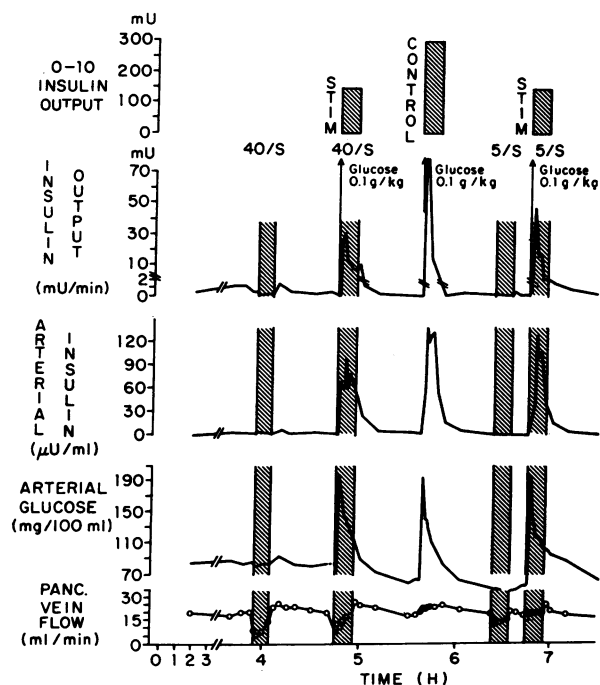 mU
300
200
100
0
0-10
INSULIN
OUTPUT
STIM
CONTROL
STIM
40/S
40/S
5/S
5/S
mU
70
50
30
10
2
0
INSULIN
OUTPUT
(mU/min)
Glucose
0.1 g/kg
Glucose
0.1 g/kg
Glucose
0.1 g/kg
120
90
60
30
0
ARTERIAL
INSULIN
(μU/ml)
190
150
110
70
ARTERIAL
GLUCOSE
(mg/100 ml)
30
15
0
PANC.
VEIN
FLOW
(ml/min)
0 1 2 3 4 5 6 7
TIME (H)